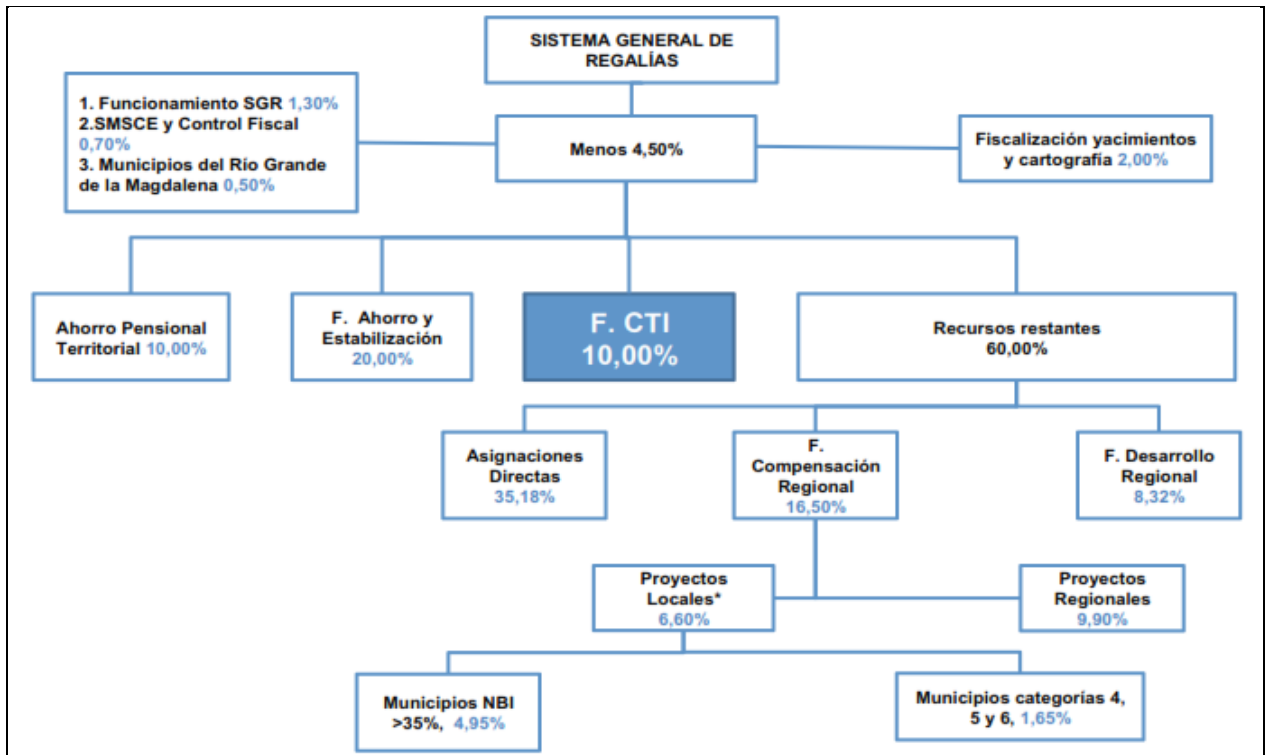 SISTEMA GENERAL DE
REGALÍAS
1. Funcionamiento SGR 1,30%
2.SMSCE y Control Fiscal
0,70%
3. Municipios del Río Grande
de la Magdalena 0,50%
Menos 4,50%
Fiscalización yacimientos
y cartografía 2,00%
Ahorro Pensional
Territorial 10,00%
F. Ahorro y
Estabilización
20,00%
F. CTI
10,00%
Recursos restantes
60,00%
Asignaciones
Directas
35,18%
F.
Compensación
Regional
16,50%
F. Desarrollo
Regional
8,32%
Proyectos
Locales*
6,60%
Proyectos
Regionales
9,90%
Municipios NBI
>35%, 4,95%
Municipios categorías 4,
5 y 6, 1,65%